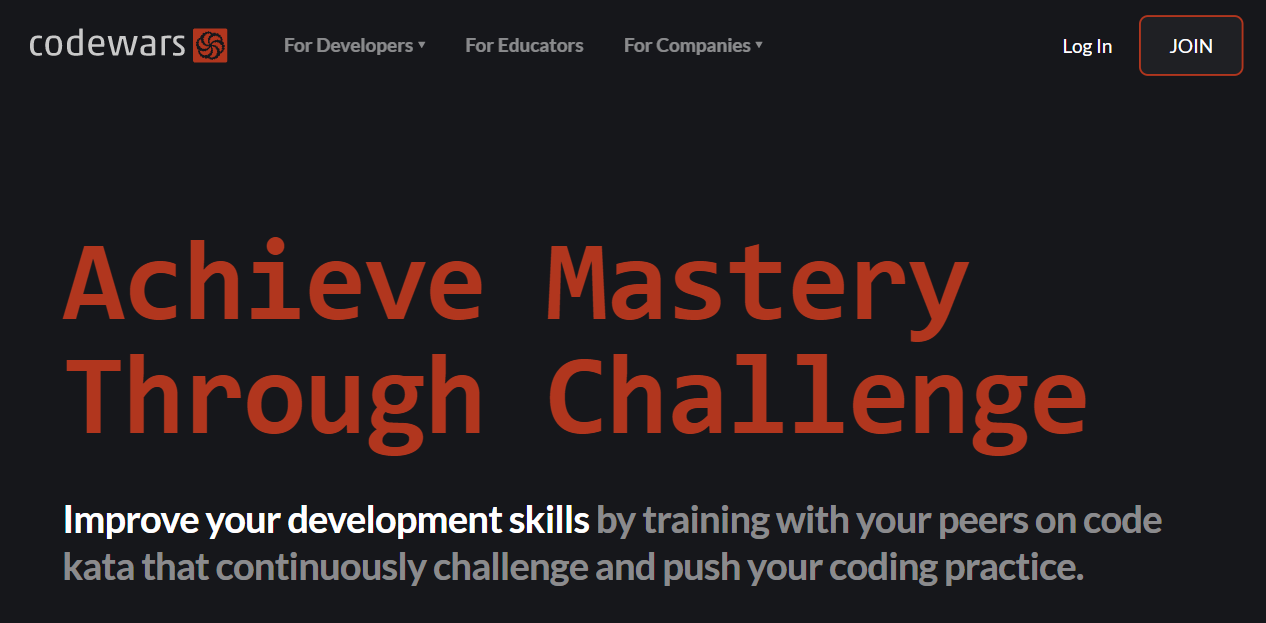 codewars
For Developers ▾
For Educators
For Companies ▾
Log In
JOIN
Achieve Mastery
Through Challenge
Improve your development skills by training with your peers on code
kata that continuously challenge and push your coding practice.